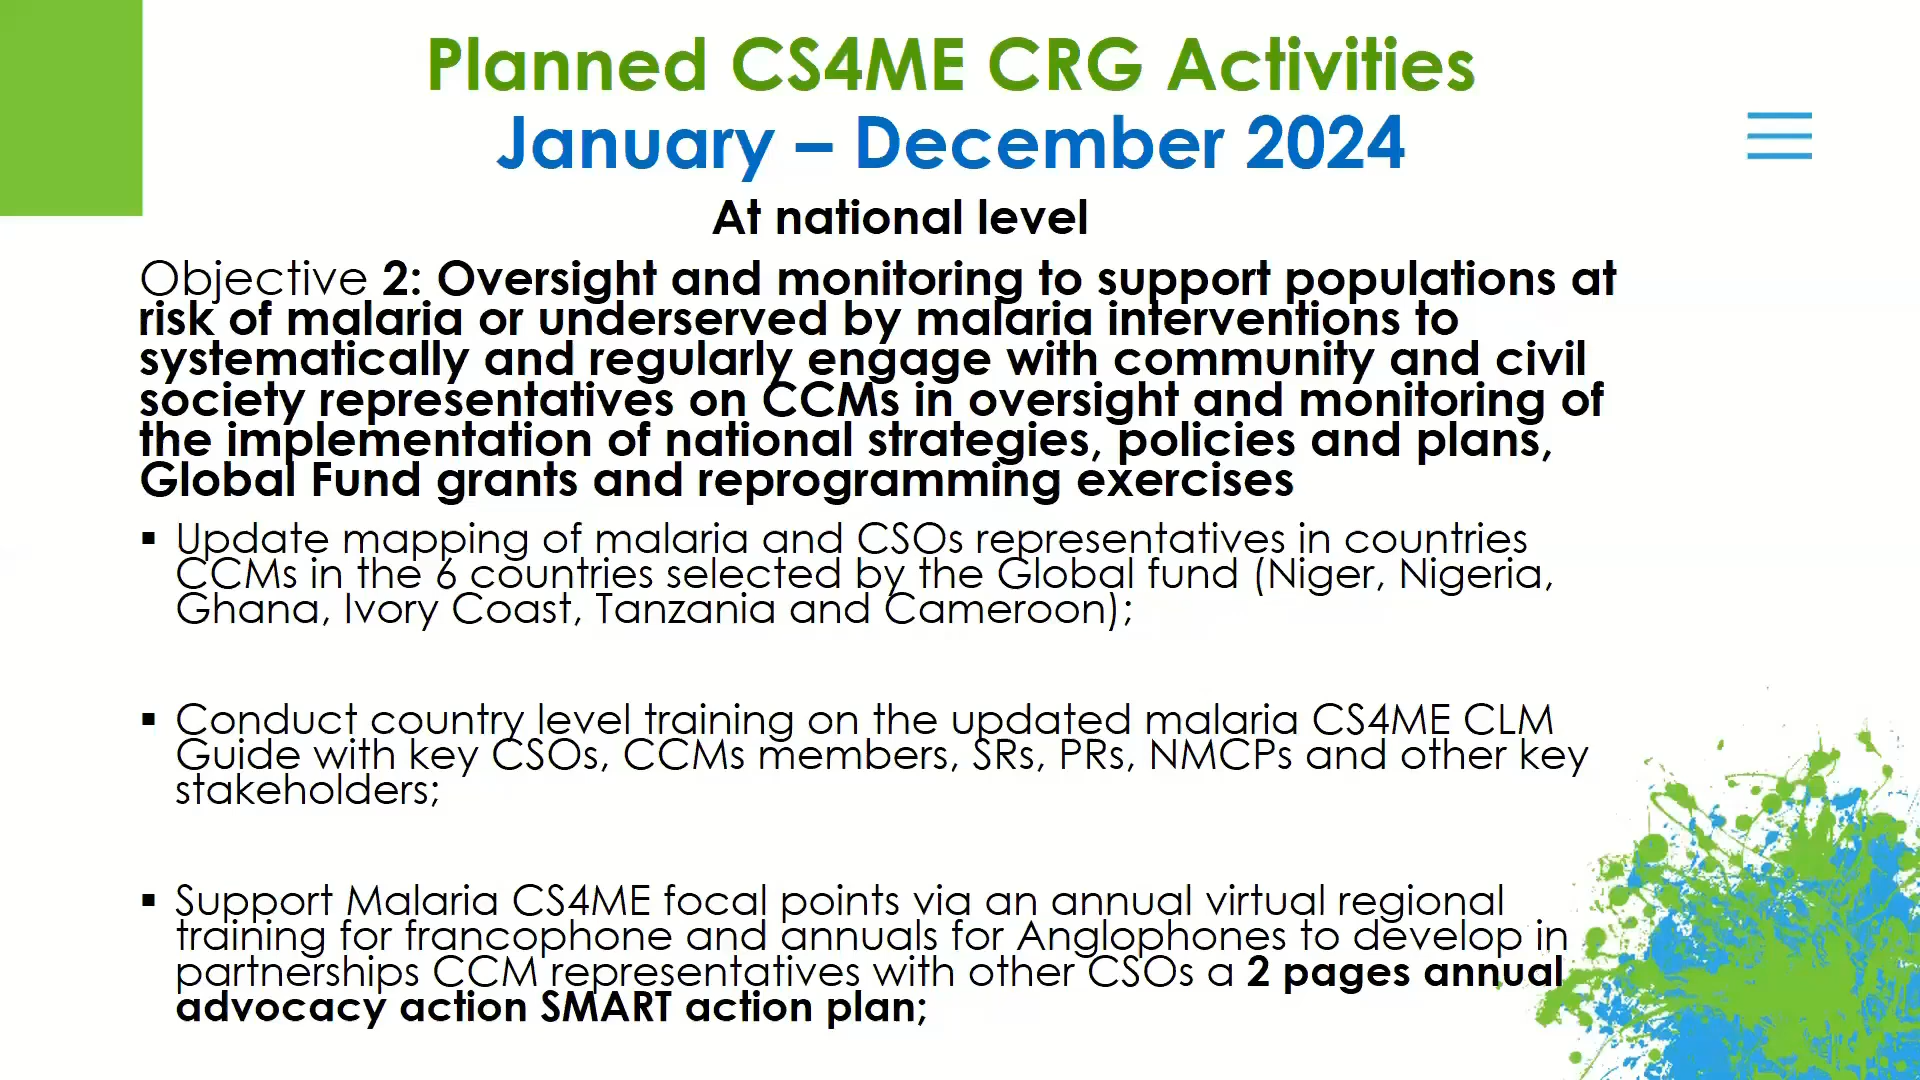 Planned CS4ME CRG Activities
January – December 2024
At national level
Objective 2: Oversight and monitoring to support populations at
risk of malaria or underserved by malaria interventions to
systematically and regularly engage with community and civil
society representatives on CCMs in oversight and monitoring of
the implementation of national strategies, policies and plans,
Global Fund grants and reprogramming exercises
▪ Update mapping of malaria and CSOs representatives in countries
CCMs in the 6 countries selected by the Global fund (Niger, Nigeria,
Ghana, Ivory Coast, Tanzania and Cameroon);
▪ Conduct country level training on the updated malaria CS4ME CLM
Guide with key CSOs, CCMs members, SRs, PRs, NMCPs and other key
stakeholders;
▪ Support Malaria CS4ME focal points via an annual virtual regional
training for francophone and annuals for Anglophones to develop in
partnerships CCM representatives with other CSOs a 2 pages annual
advocacy action SMART action plan;